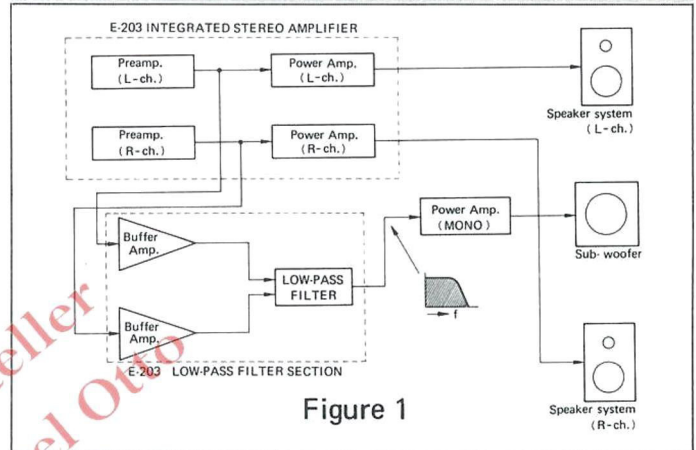 E-203 INTEGRATED STEREO AMPLIFIER
Preamp.
(L-ch.)
Power Amp.
(L-ch.)
Speaker system
(L-ch.)
Preamp.
(R-ch.)
Power Amp.
(R-ch.)
Power Amp.
(MONO)
Sub-woofer
Buffer
Amp.
LOW-PASS
FILTER
f
Buffer
Amp.
E-203 LOW-PASS FILTER SECTION
Figure 1
Speaker system
(R-ch.)
Otto